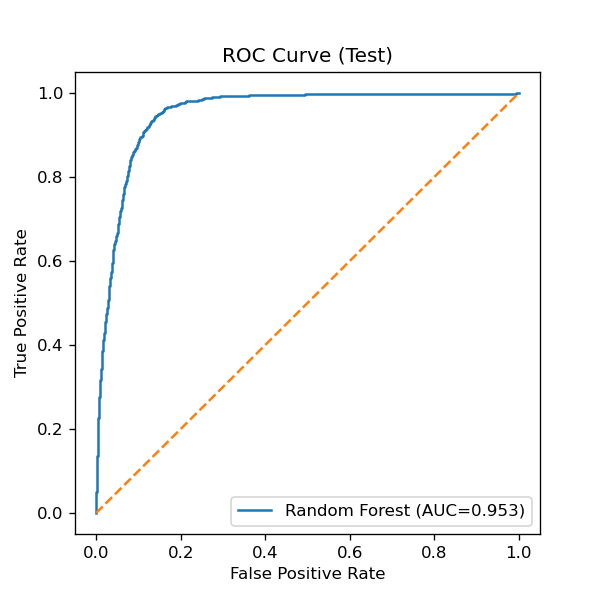 ROC Curve (Test)
True Positive Rate
1.0
0.8
0.6
0.4
0.2
0.0
Random Forest (AUC=0.953)
0.0 0.2 0.4 0.6 0.8 1.0
False Positive Rate